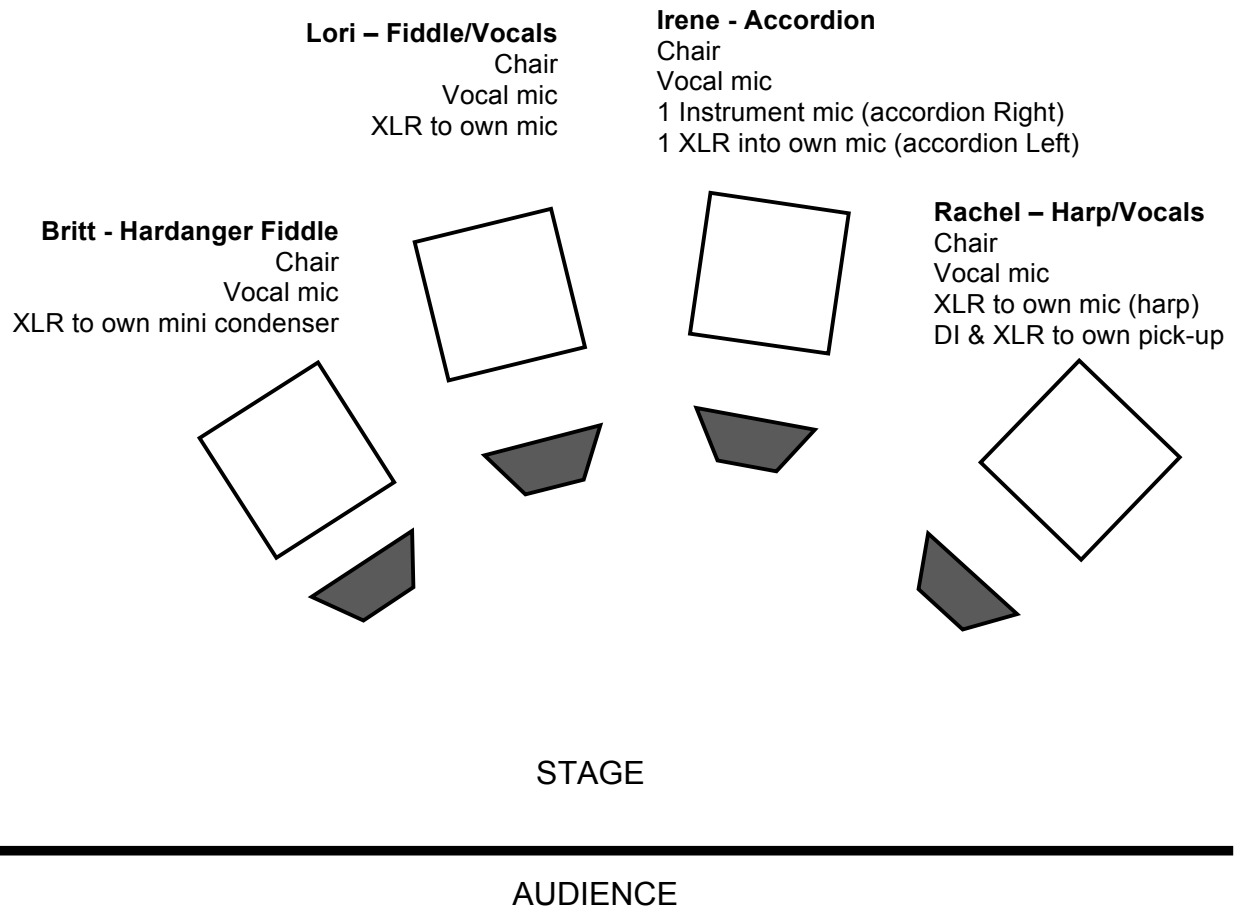 Lori – Fiddle/Vocals
Chair
Vocal mic
XLR to own mic
Irene - Accordion
Chair
Vocal mic
1 Instrument mic (accordion Right)
1 XLR into own mic (accordion Left)
Britt - Hardanger Fiddle
Chair
Vocal mic
XLR to own mini condenser
Rachel – Harp/Vocals
Chair
Vocal mic
XLR to own mic (harp)
DI & XLR to own pick-up
STAGE
AUDIENCE